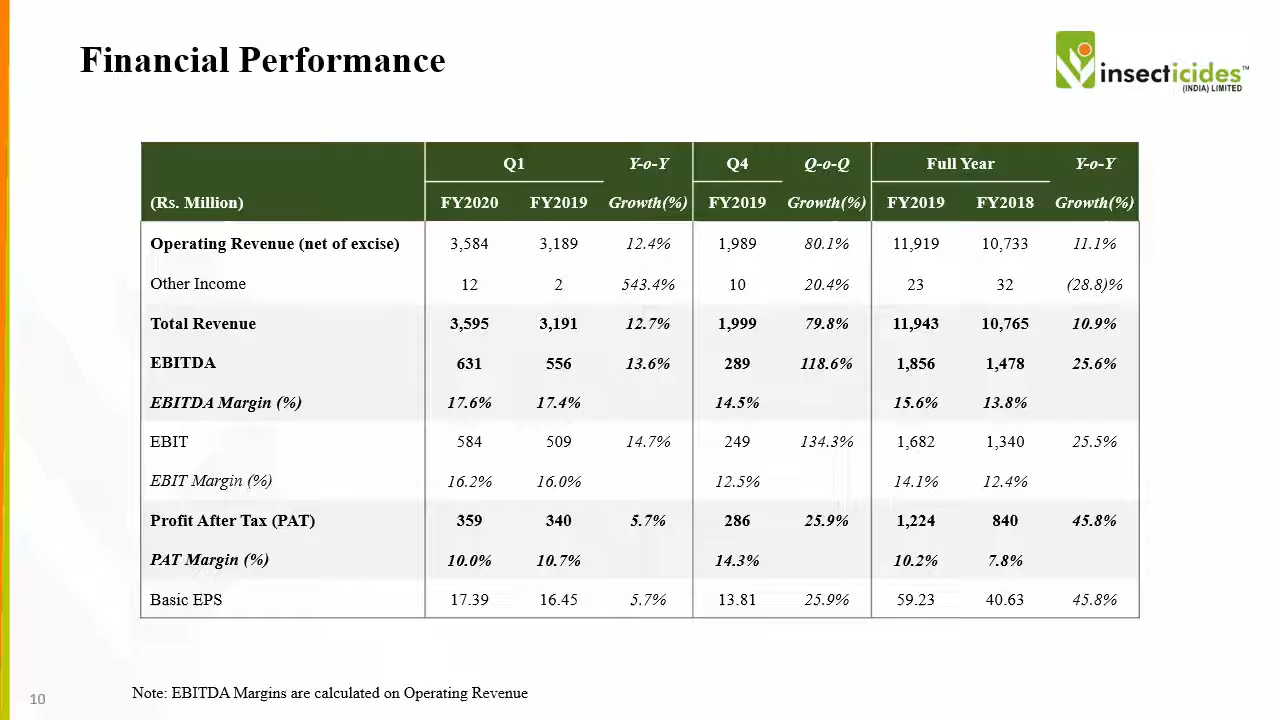 Financial Performance
insecticides™
(INDIA) LIMITED
Q1 Y-o-Y Q4 Q-o-Q Full Year Y-o-Y
(Rs. Million) FY2020 FY2019 Growth(%) FY2019 Growth(%) FY2019 FY2018 Growth(%)
Operating Revenue (net of excise) 3,584 3,189 12.4% 1,989 80.1% 11,919 10,733 11.1%
Other Income 12 2 543.4% 10 20.4% 23 32 (28.8)%
Total Revenue 3,595 3,191 12.7% 1,999 79.8% 11,943 10,765 10.9%
EBITDA 631 556 13.6% 289 118.6% 1,856 1,478 25.6%
EBITDA Margin (%) 17.6% 17.4% 14.5% 15.6% 13.8%
EBIT 584 509 14.7% 249 134.3% 1,682 1,340 25.5%
EBIT Margin (%) 16.2% 16.0% 12.5% 14.1% 12.4%
Profit After Tax (PAT) 359 340 5.7% 286 25.9% 1,224 840 45.8%
PAT Margin (%) 10.0% 10.7% 14.3% 10.2% 7.8%
Basic EPS 17.39 16.45 5.7% 13.81 25.9% 59.23 40.63 45.8%
Note: EBITDA Margins are calculated on Operating Revenue
10